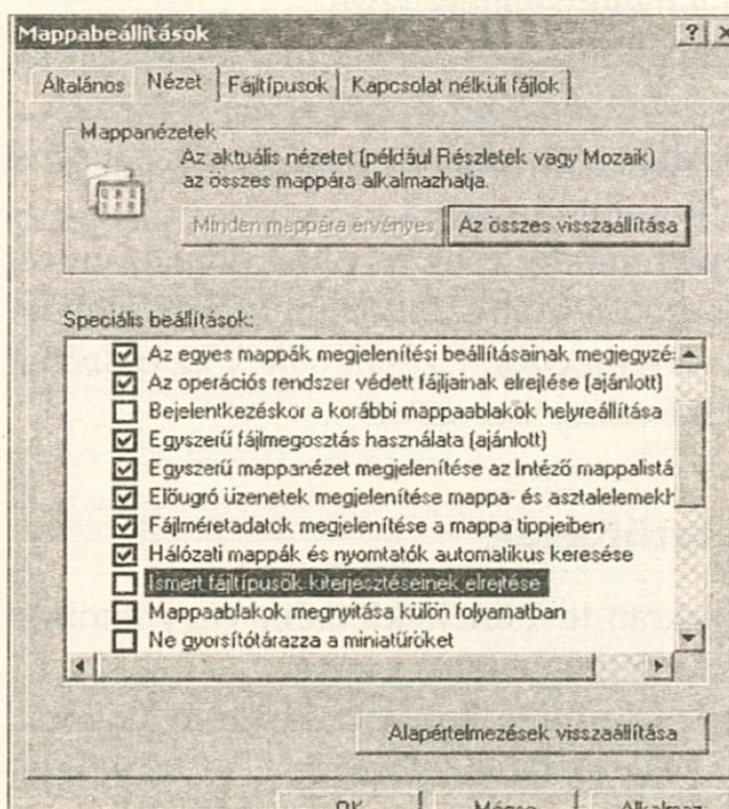 Mappabeállítások
Általános Nézet Fájltípusok Kapcsolat nélküli fájlok
Mappanézetek
Az aktuális nézetet (például Részletek vagy Mozaik)
az összes mappára alkalmazhatja.
Minden mappára érvényes Az összes visszaállítása
Speciális beállítások:
Az egyes mappák megjelenítési beállításainak megjegyzé
Az operációs rendszer védett fájljainak elrejtése (ajánlott)
Bejelentkezéskor a korábbi mappaablakok helyreállítása
Egyszerű fájlmegosztás használata (ajánlott)
Egyszerű mappanézet megjelenítése az Intéző mappalistá
Előugró üzenetek megjelenítése mappa- és asztalelemekh
Fájlméretadatok megjelenítése a mappa tippjeiben
Hálózati mappák és nyomtatók automatikus keresése
Ismert fájltípusok kiterjesztéseinek elrejtése
Mappaablakok megnyitása külön folyamatban
Ne gyorsítótárazza a miniatűröket
Alapértelmezések visszaállítása
OK Mégse Alkalmaz